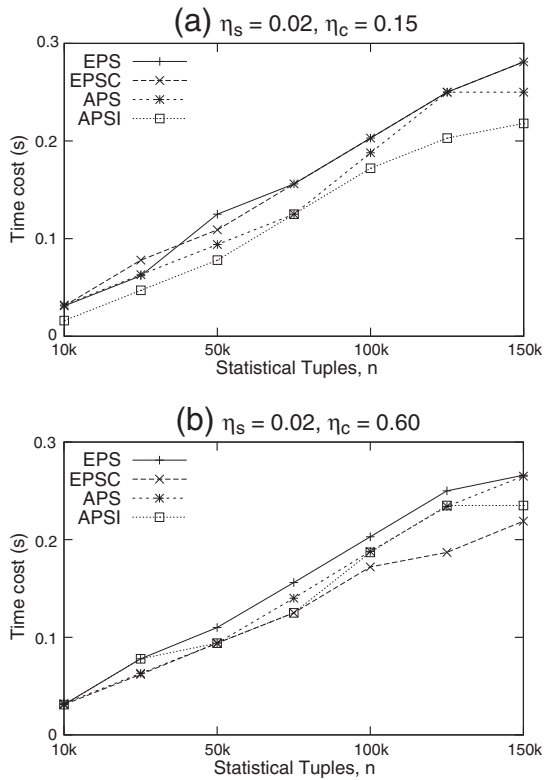 (a) ηs = 0.02, ηc = 0.15
0.3
EPS
EPSC
APS
APSI
0.2
Time cost (s)
0.1
0
10k 50k 100k 150k
Statistical Tuples, n
(b) ηs = 0.02, ηc = 0.60
0.3
EPS
EPSC
APS
APSI
0.2
Time cost (s)
0.1
0
10k 50k 100k 150k
Statistical Tuples, n